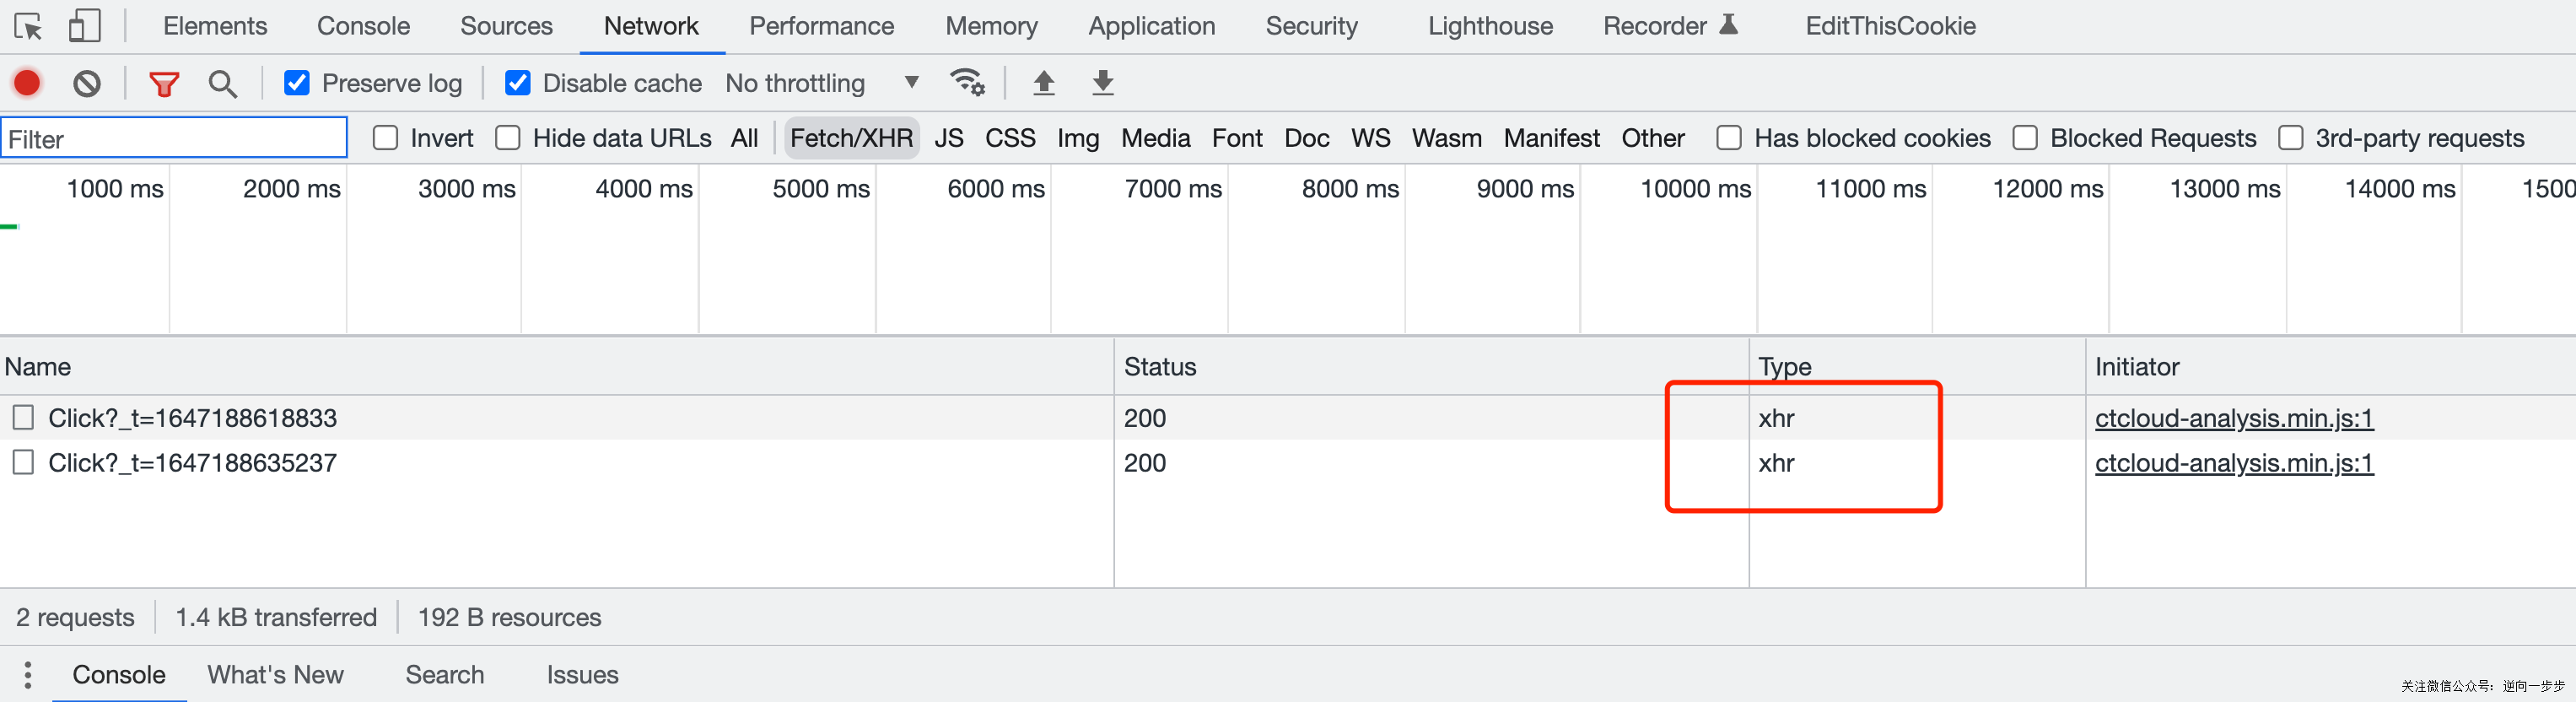 Elements Console Sources Network Performance Memory Application Security Lighthouse Recorder EditThisCookie
Preserve log Disable cache No throttling
Filter Invert Hide data URLs All Fetch/XHR JS CSS Img Media Font Doc WS Wasm Manifest Other Has blocked cookies Blocked Requests 3rd-party requests
1000 ms 2000 ms 3000 ms 4000 ms 5000 ms 6000 ms 7000 ms 8000 ms 9000 ms 10000 ms 11000 ms 12000 ms 13000 ms 14000 ms 1500
Name Status Type Initiator
Click?_t=1647188618833 200 xhr ctcloud-analysis.min.js:1
Click?_t=1647188635237 200 xhr ctcloud-analysis.min.js:1
2 requests 1.4 kB transferred 192 B resources
Console What's New Search Issues
关注微信公众号：逆向一步步